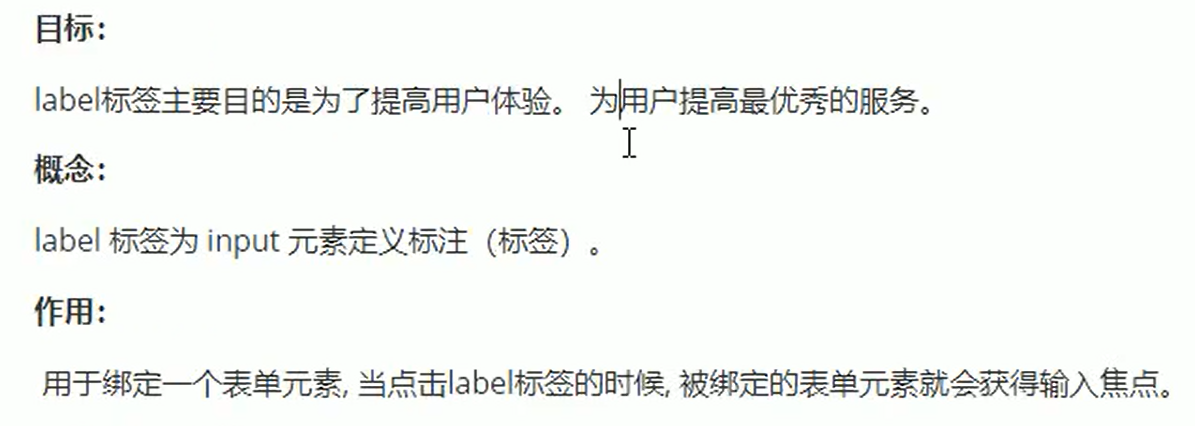 目标：
label标签主要目的是为了提高用户体验。 为用户提高最优秀的服务。
概念：
label 标签为 input 元素定义标注（标签）。
作用：
用于绑定一个表单元素, 当点击label标签的时候, 被绑定的表单元素就会获得输入焦点。